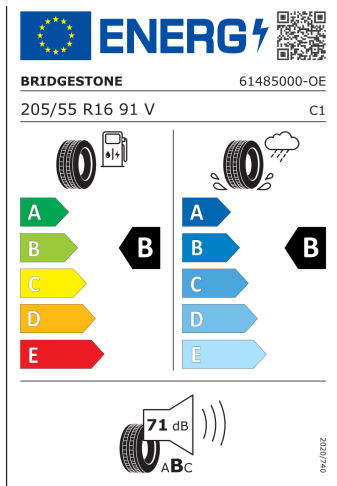 ENERG
BRIDGESTONE 61485000-OE
205/55 R16 91 V C1
A A
B B B B
C C
D D
E E
71 dB
ABC
2020/740